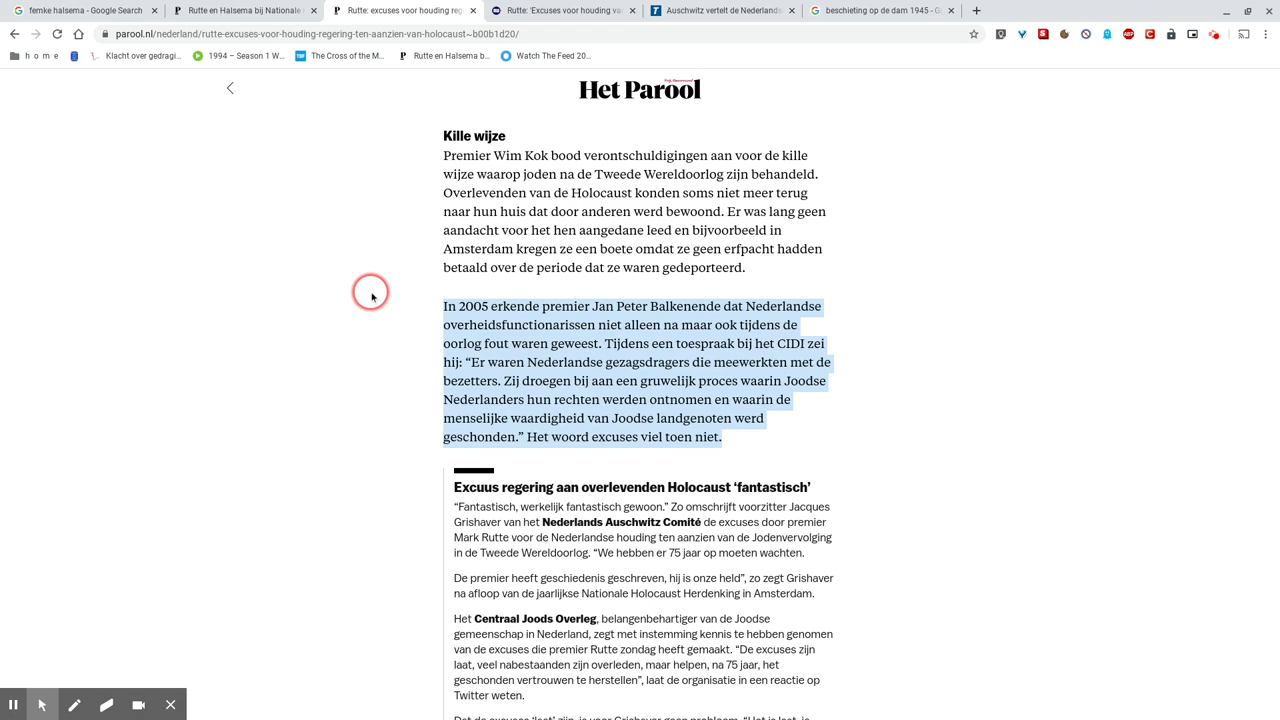 femke halsema - Google Search
Rutte en Halsema bij Nationale
Rutte: excuses voor houding reg
Rutte: 'Excuses voor houding va
Auschwitz vertelt de Nederlands
beschieting op de dam 1945 - G
parool.nl/nederland/rutte-excuses-voor-houding-regering-ten-aanzien-van-holocaust~b00b1d20/
h o m e
Klacht over gedragi...
1994 – Season 1 W...
The Cross of the M...
Rutte en Halsema b...
Watch The Feed 20...
Het Parool
Kille wijze
Premier Wim Kok bood verontschuldigingen aan voor de kille
wijze waarop joden na de Tweede Wereldoorlog zijn behandeld.
Overlevenden van de Holocaust konden soms niet meer terug
naar hun huis dat door anderen werd bewoond. Er was lang geen
aandacht voor het hen aangedane leed en bijvoorbeeld in
Amsterdam kregen ze een boete omdat ze geen erfpacht hadden
betaald over de periode dat ze waren gedeporteerd.
In 2005 erkende premier Jan Peter Balkenende dat Nederlandse
overheidsfunctionarissen niet alleen na maar ook tijdens de
oorlog fout waren geweest. Tijdens een toespraak bij het CIDI zei
hij: “Er waren Nederlandse gezagsdragers die meewerkten met de
bezetters. Zij droegen bij aan een gruwelijk proces waarin Joodse
Nederlanders hun rechten werden ontnomen en waarin de
menselijke waardigheid van Joodse landgenoten werd
geschonden.” Het woord excuses viel toen niet.
Excuus regering aan overlevenden Holocaust ‘fantastisch’
“Fantastisch, werkelijk fantastisch gewoon.” Zo omschrijft voorzitter Jacques
Grishaver van het Nederlands Auschwitz Comité de excuses door premier
Mark Rutte voor de Nederlandse houding ten aanzien van de Jodenvervolging
in de Tweede Wereldoorlog. “We hebben er 75 jaar op moeten wachten.
De premier heeft geschiedenis geschreven, hij is onze held”, zo zegt Grishaver
na afloop van de jaarlijkse Nationale Holocaust Herdenking in Amsterdam.
Het Centraal Joods Overleg, belangenbehartiger van de Joodse
gemeenschap in Nederland, zegt met instemming kennis te hebben genomen
van de excuses die premier Rutte zondag heeft gemaakt. “De excuses zijn
laat, veel nabestaanden zijn overleden, maar helpen, na 75 jaar, het
geschonden vertrouwen te herstellen”, laat de organisatie in een reactie op
Twitter weten.
Dat de excuses ‘laat’ zijn, is voor Grishaver geen probleem. “Het is laat, ja